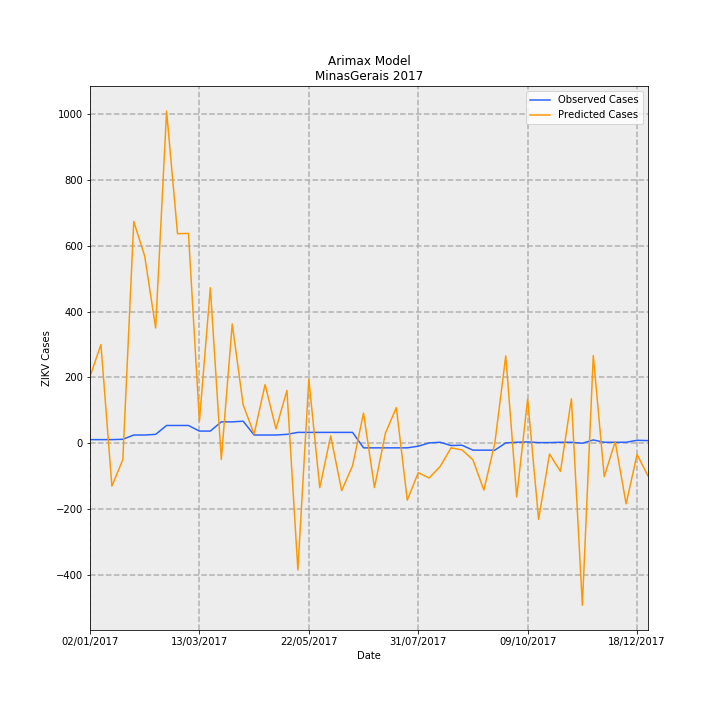 Arimax Model
MinasGerais 2017
Observed Cases
Predicted Cases
1000
800
600
400
200
0
−200
−400
ZIKV Cases
02/01/2017 13/03/2017 22/05/2017 31/07/2017 09/10/2017 18/12/2017
Date